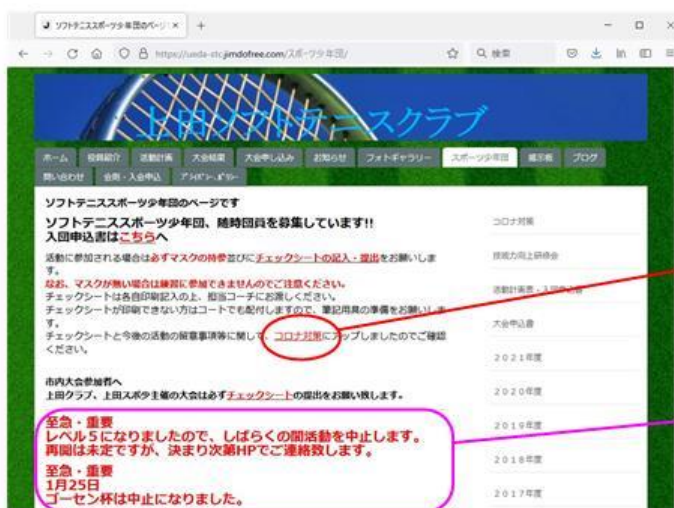 ソフトテニススポーツ少年団のページ
https://ueda-stc.jimdofree.com/スポーツ少年団/
検索
上田ソフトテニスクラブ
ホーム 役員紹介 活動計画 大会結果 大会申し込み お知らせ フォトギャラリー スポーツ少年団 掲示板 ブログ
問い合わせ 会則・入会申込
ソフトテニススポーツ少年団のページです
ソフトテニススポーツ少年団、随時団員を募集しています!!
入団申込書はこちらへ
活動に参加される場合は必ずマスクの持参並びにチェックシートの記入・提出をお願いしま
す。
なお、マスクが無い場合は練習に参加できませんのでご注意ください。
チェックシートは各自印刷記入の上、担当コーチにお渡しください。
チェックシートが印刷できない方はコートでも配付しますので、筆記用具の準備をお願いしま
す。
チェックシートと今後の活動の留意事項等に関して、コロナ対策にアップしましたのでご確認
ください。
市内大会参加者へ
上田クラブ、上田スポ少主催の大会は必ずチェックシートの提出をお願い致します。
至急・重要
レベル５になりましたので、しばらくの間活動を中止します。
再開は未定ですが、決まり次第HPでご連絡致します。
至急・重要
1月25日
ゴーセン杯は中止になりました。
コロナ対策
技術力向上研修会
活動計画表・入団申込書
大会申込書
2021年度
2020年度
2019年度
2018年度
2017年度